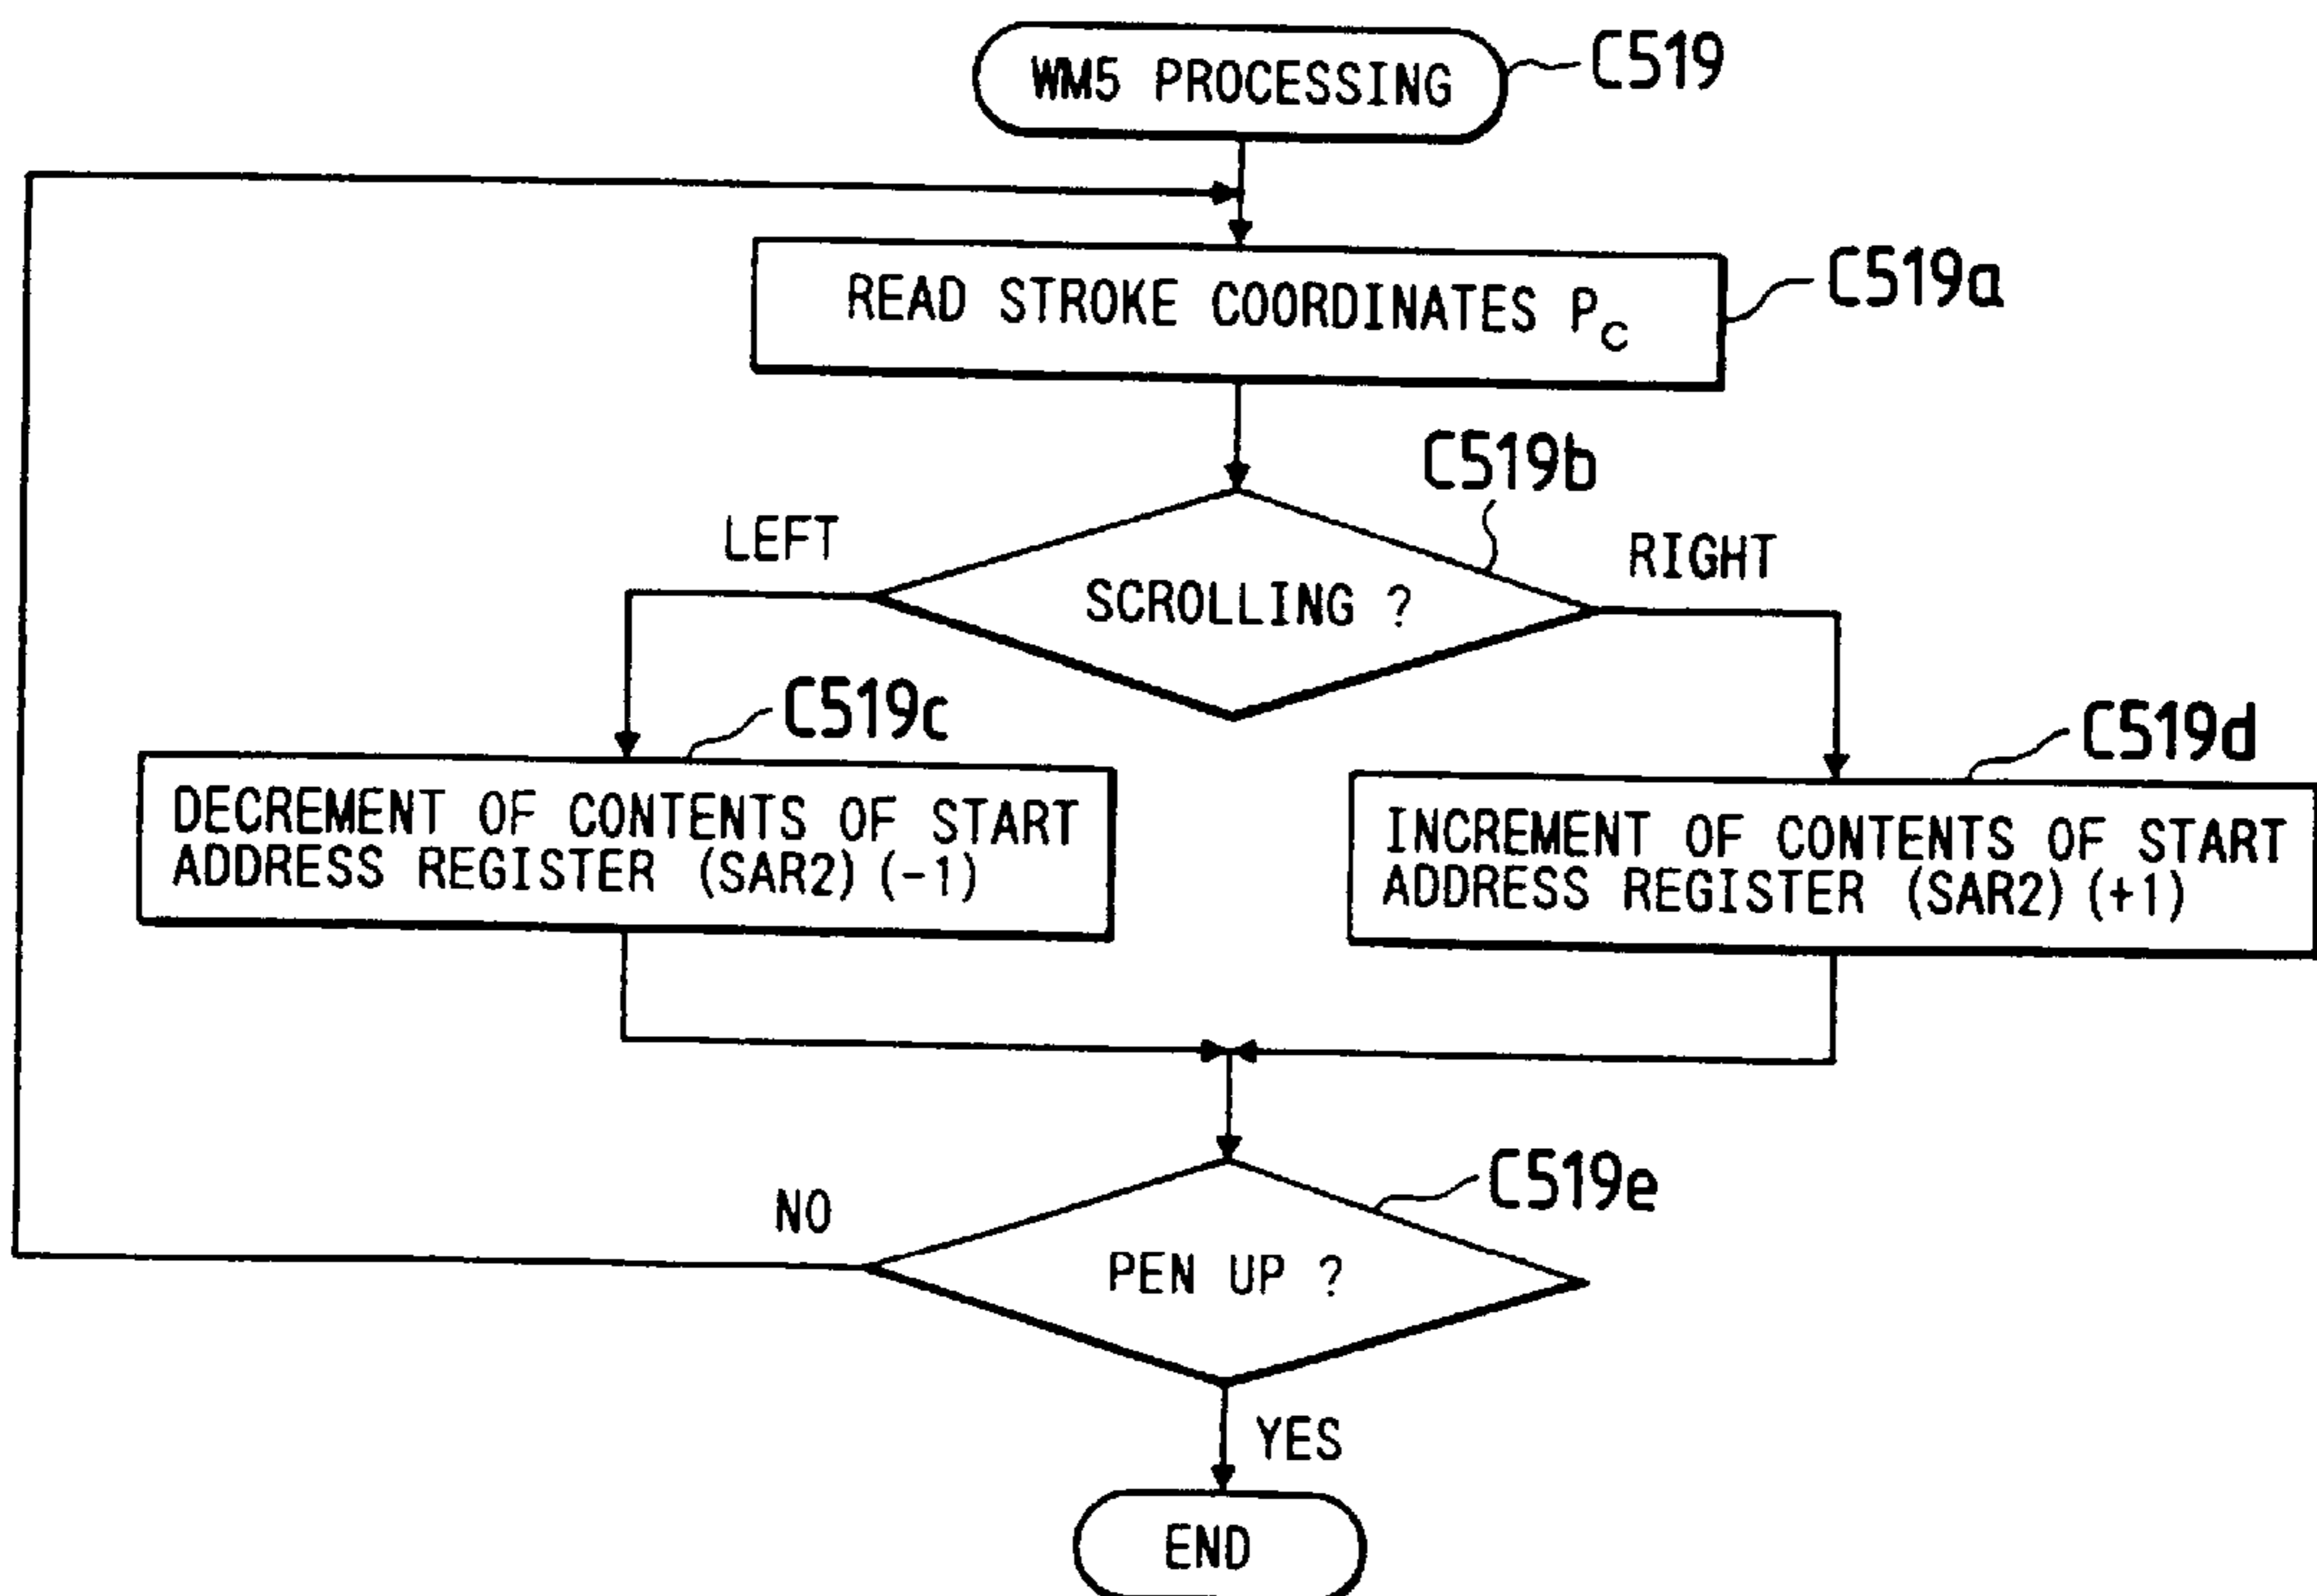 WM5 PROCESSING
C519
READ STROKE COORDINATES PC
C519a
C519b
LEFT
RIGHT
SCROLLING ?
C519c
C519d
DECREMENT OF CONTENTS OF START
ADDRESS REGISTER (SAR2) (-1)
INCREMENT OF CONTENTS OF START
ADDRESS REGISTER (SAR2) (+1)
C519e
NO
PEN UP ?
YES
END